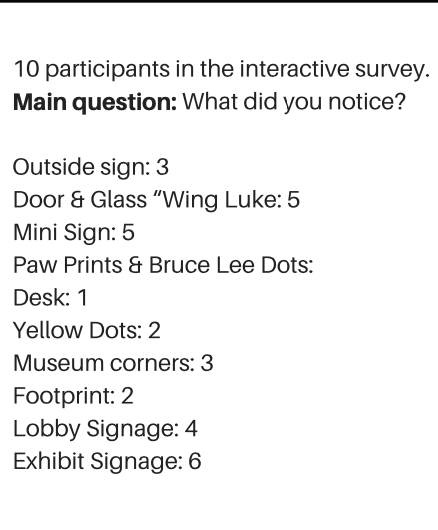 10 participants in the interactive survey.
Main question: What did you notice?
Outside sign: 3
Door & Glass “Wing Luke: 5
Mini Sign: 5
Paw Prints & Bruce Lee Dots:
Desk: 1
Yellow Dots: 2
Museum corners: 3
Footprint: 2
Lobby Signage: 4
Exhibit Signage: 6